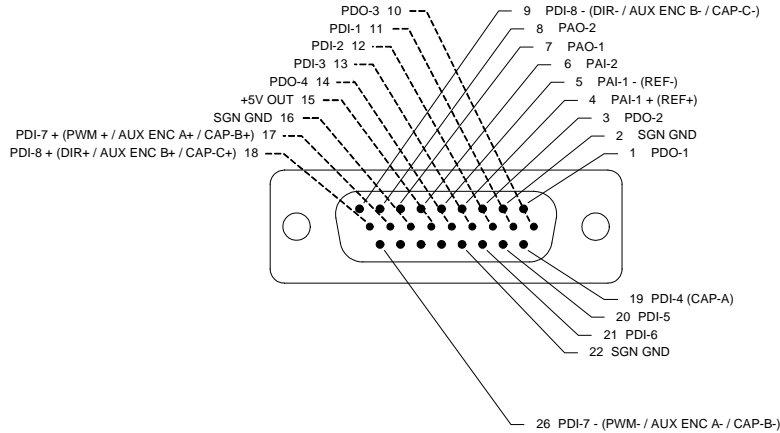 PDO-3 10
PDI-1 11
PDI-2 12
PDI-3 13
PDO-4 14
+5V OUT 15
SGN GND 16
PDI-7 + (PWM + / AUX ENC A+ / CAP-B+) 17
PDI-8 + (DIR+ / AUX ENC B+ / CAP-C+) 18
9 PDI-8 - (DIR- / AUX ENC B- / CAP-C-)
8 PAO-2
7 PAO-1
6 PAI-2
5 PAI-1 - (REF-)
4 PAI-1 + (REF+)
3 PDO-2
2 SGN GND
1 PDO-1
19 PDI-4 (CAP-A)
20 PDI-5
21 PDI-6
22 SGN GND
26 PDI-7 - (PWM- / AUX ENC A- / CAP-B-)